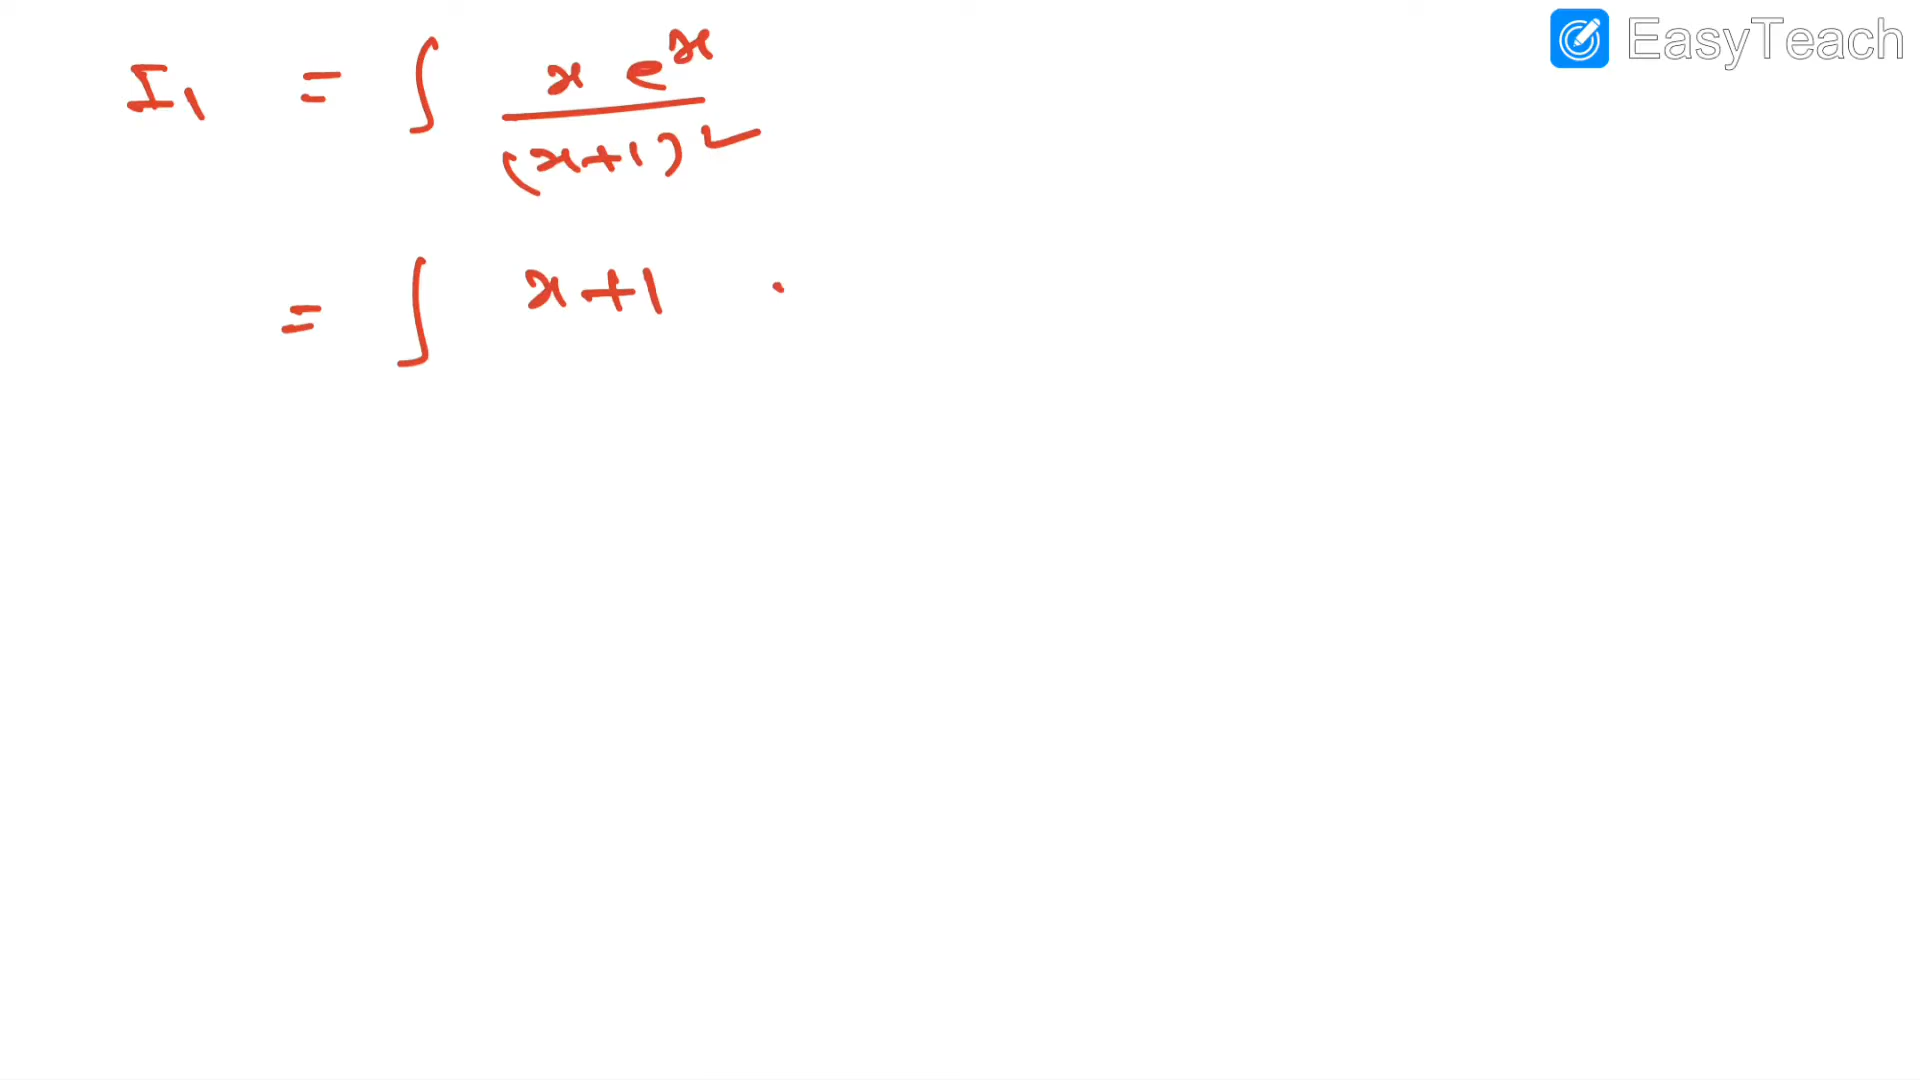 EasyTeach
I₁ = ∫ x eˣ / (x+1)²
= ∫ x+1 .